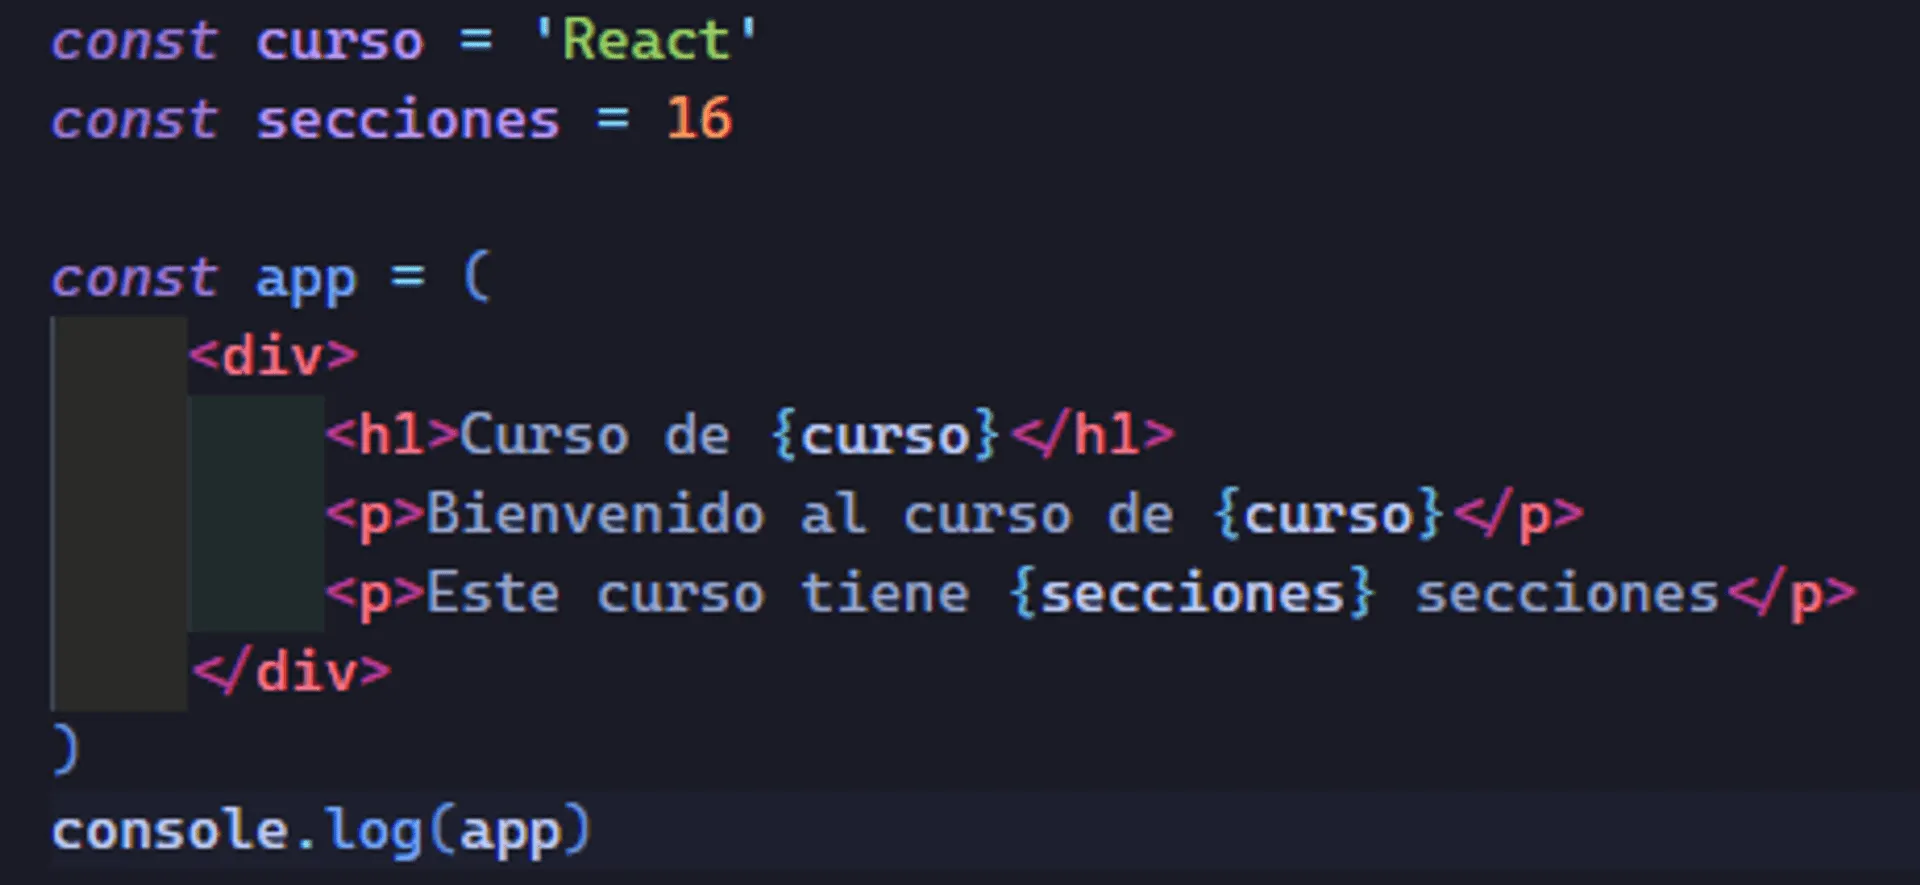 const curso = 'React'
const secciones = 16
const app = (
<div>
<h1>Curso de {curso}</h1>
<p>Bienvenido al curso de {curso}</p>
<p>Este curso tiene {secciones} secciones</p>
</div>
)
console.log(app)